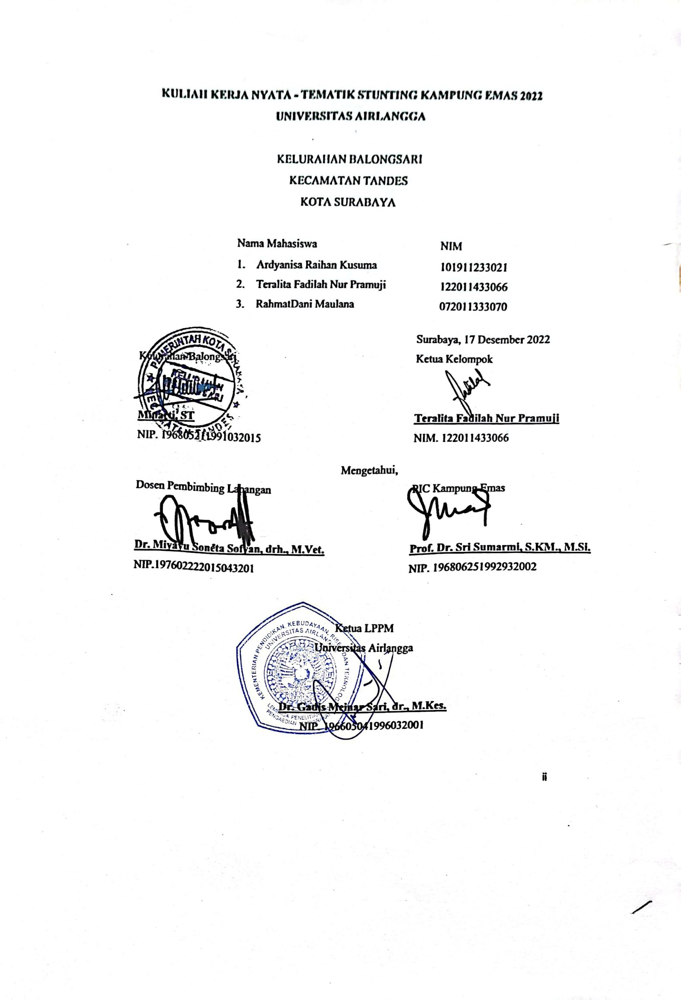 KULIAH KERJA NYATA - TEMATIK STUNTING KAMPUNG EMAS 2022
UNIVERSITAS AIRLANGGA
KELURAHAN BALONGSARI
KECAMATAN TANDES
KOTA SURABAYA
Nama Mahasiswa NIM
1. Ardyanisa Raihan Kusuma 101911233021
2. Teralita Fadilah Nur Pramuji 122011433066
3. RahmatDani Maulana 072011333070
Surabaya, 17 Desember 2022
Kelurahan Balongsari Ketua Kelompok
PEMERINTAH KOTA SURABAYA
KELURAHAN
KECAMATAN TANDES
Minarti, ST Teralita Fadilah Nur Pramuji
NIP. 196805211991032015 NIM. 122011433066
Mengetahui,
Dosen Pembimbing Lapangan PIC Kampung Emas
Dr. Miyayu Soneta Sofyan, drh., M.Vet. Prof. Dr. Sri Sumarmi, S.KM., M.Si.
NIP.197602222015043201 NIP. 196806251992932002
Ketua LPPM
Universitas Airlangga
KEMENTERIAN PENDIDIKAN, KEBUDAYAAN, RISET DAN TEKNOLOGI
UNIVERSITAS AIRLANGGA
LEMBAGA PENELITIAN
PENGABDIAN MASYARAKAT
Dr. Gadis Meinar Sari, dr., M.Kes.
NIP. 196605041996032001
ii